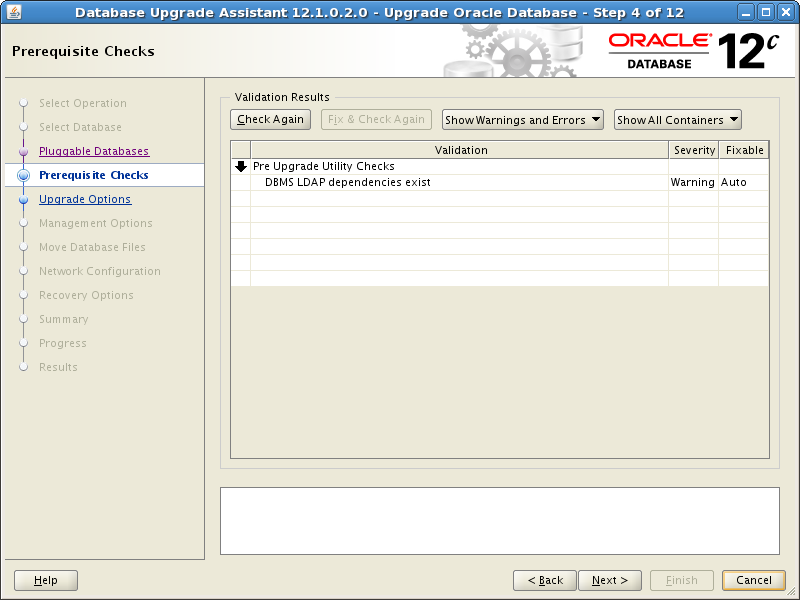 Database Upgrade Assistant 12.1.0.2.0 - Upgrade Oracle Database - Step 4 of 12
Prerequisite Checks
ORACLE®
DATABASE
12c
Select Operation
Select Database
Pluggable Databases
Prerequisite Checks
Upgrade Options
Management Options
Move Database Files
Network Configuration
Recovery Options
Summary
Progress
Results
Validation Results
Check Again Fix & Check Again Show Warnings and Errors Show All Containers
Validation Severity Fixable
Pre Upgrade Utility Checks
DBMS LDAP dependencies exist Warning Auto
Help < Back Next > Finish Cancel